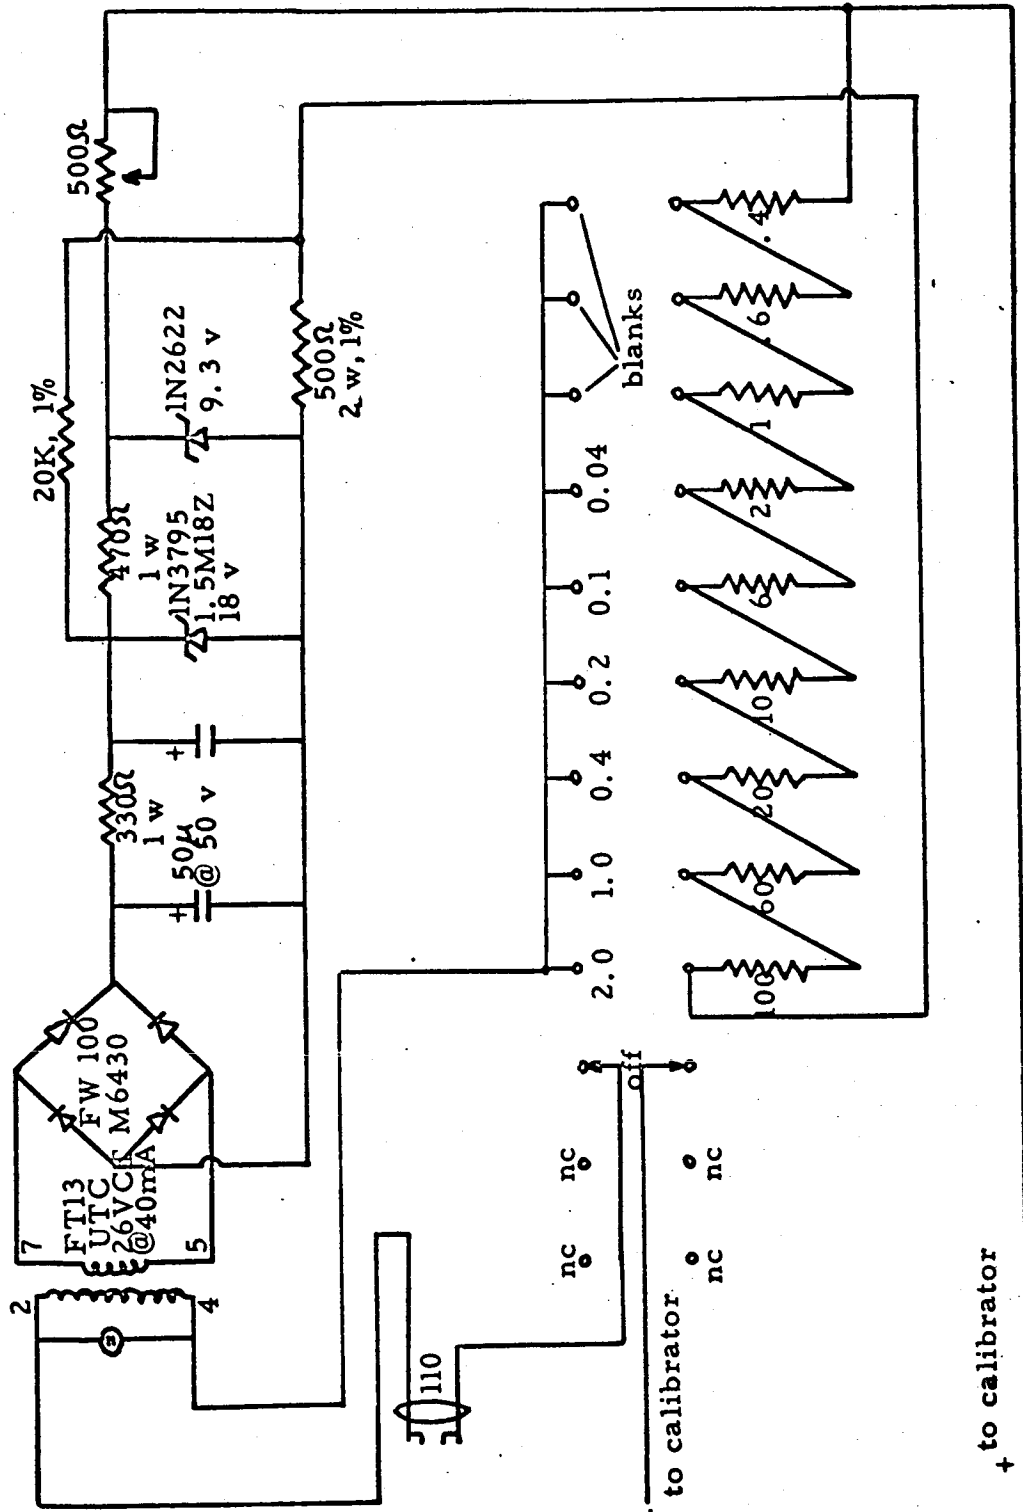 2
4
7
5
FT13
UTC
26VCT
@40mA
FW 100
M6430
+
50µ
@ 50 v
330Ω
1 w
+
470Ω
1 w
1N3795
1.5M18Z
18 v
20K, 1%
1N2622
9.3 v
500Ω
500Ω
2 w, 1%
110
nc
nc
nc
nc
off
2.0
1.0
0.4
0.2
0.1
0.04
blanks
100
60
20
10
6
2
1
.6
.4
to calibrator
+ to calibrator